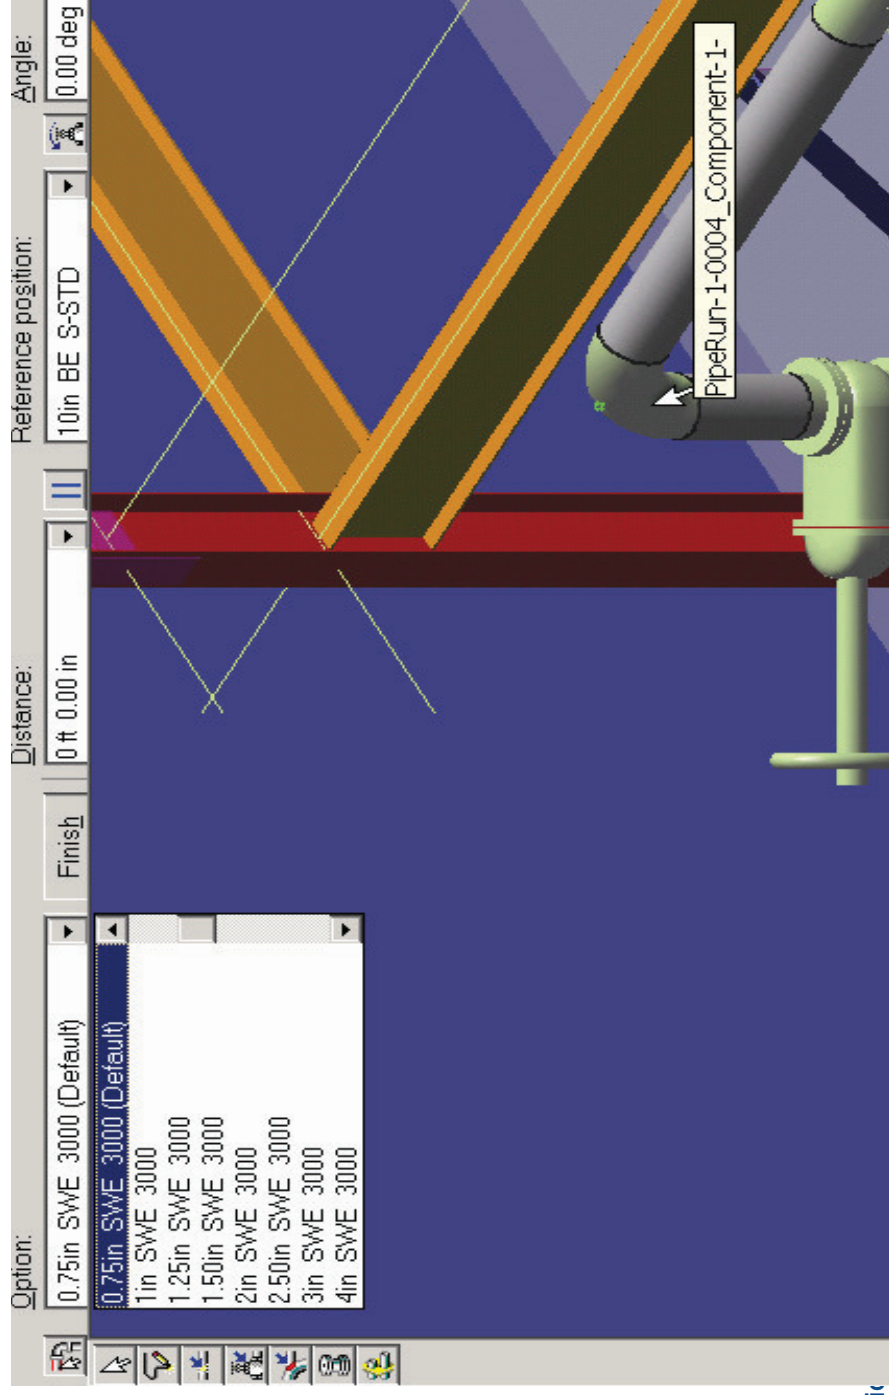 Option:
Distance:
Reference position:
Angle:
0.75in SWE 3000 (Default)
Finish
0 ft 0.00 in
10in BE S-STD
0.00 deg
0.75in SWE 3000 (Default)
1in SWE 3000
1.25in SWE 3000
1.50in SWE 3000
2in SWE 3000
2.50in SWE 3000
3in SWE 3000
4in SWE 3000
PipeRun-1-0004_Component-1-